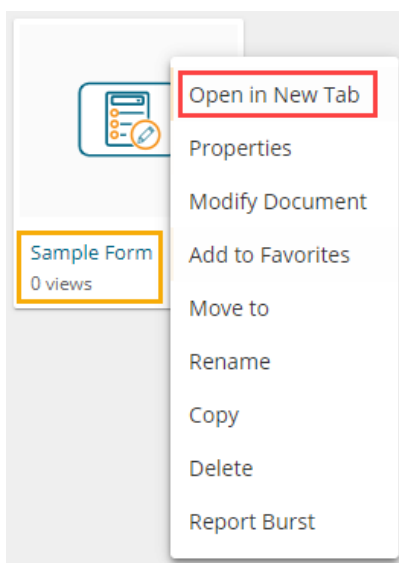 Sample Form
0 views
Open in New Tab
Properties
Modify Document
Add to Favorites
Move to
Rename
Copy
Delete
Report Burst